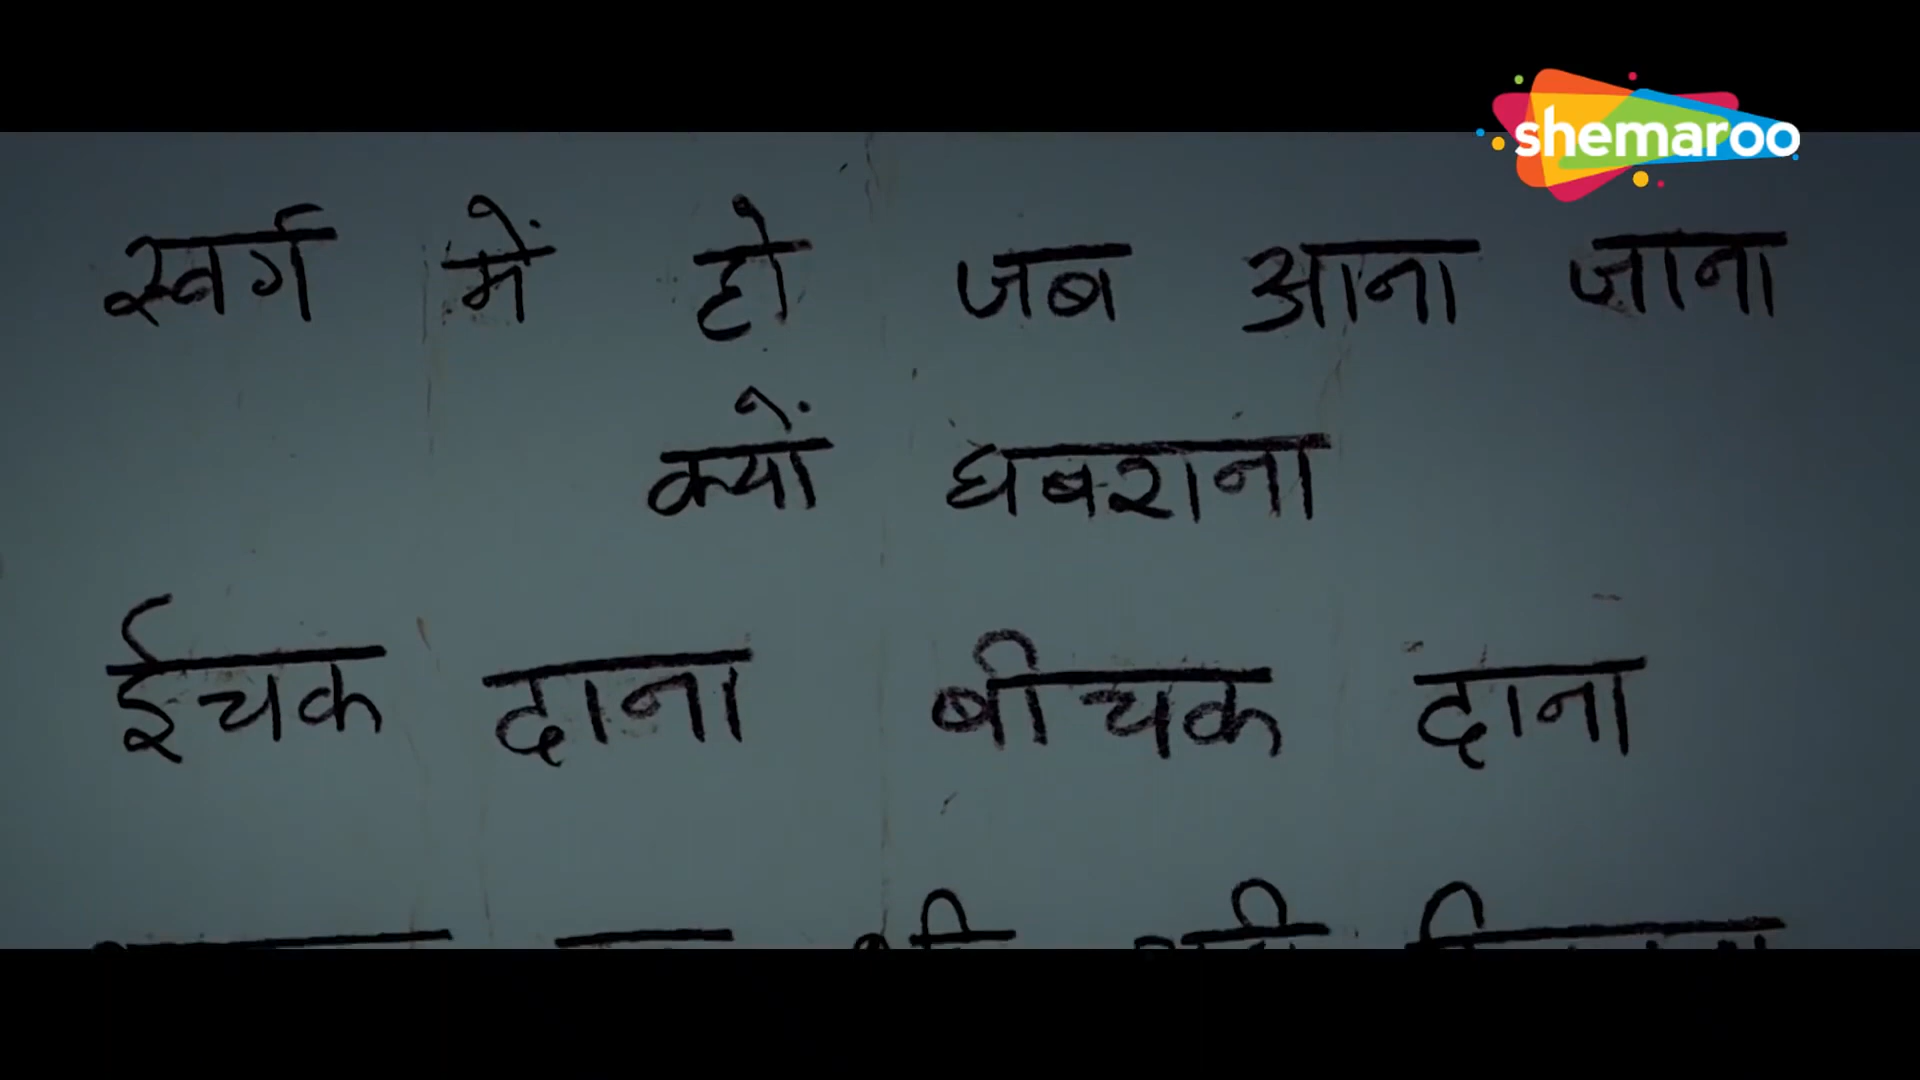 shemaroo
स्वर्ग में हो जब आना जाना
क्यों घबराना
ईचक दाना बीचक दाना